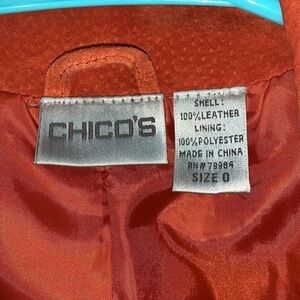 CHICO'S
SHELL:
100%LEATHER
LINING:
100%POLYESTER
MADE IN CHINA
RN#79984
SIZE 0